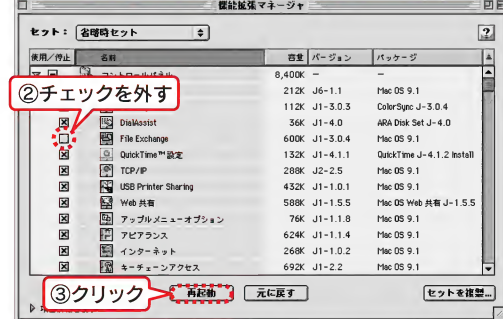 機能拡張マネージャ
セット： 省略時セット
使用/停止 名前 容量 バージョン パッケージ
コントロールパネル 8,400K － －
②チェックを外す
212K J6-1.1 Mac OS 9.1
112K J1-3.0.3 ColorSync J-3.0.4
DialAssist 36K J1-4.0 ARA Disk Set J-4.0
File Exchange 600K J1-3.0.4 Mac OS 9.1
QuickTime™ 設定 132K J1-4.1.1 QuickTime J-4.1.2 Install
TCP/IP 288K J2-2.5 Mac OS 9.1
USB Printer Sharing 432K J1-1.0.1 Mac OS 9.1
Web 共有 588K J1-1.5.5 Mac OS Web 共有 J-1.5.5
アップルメニューオプション 76K J1-1.1.8 Mac OS 9.1
アピアランス 624K J1-1.1.4 Mac OS 9.1
インターネット 268K J1-1.0.2 Mac OS 9.1
キーチェーンアクセス 692K J1-2.2 Mac OS 9.1
③クリック
再起動 元に戻す セットを複製...